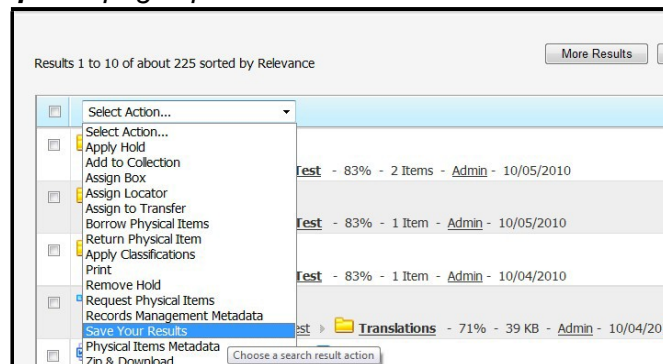 Results 1 to 10 of about 225 sorted by Relevance
More Results
Select Action...
Select Action...
Apply Hold
Add to Collection
Assign Box
Test - 83% - 2 Items - Admin - 10/05/2010
Assign Locator
Assign to Transfer
Borrow Physical Items
Test - 83% - 1 Item - Admin - 10/05/2010
Return Physical Item
Apply Classifications
Print
Test - 83% - 1 Item - Admin - 10/04/2010
Remove Hold
Request Physical Items
Records Management Metadata
Save Your Results
est Translations - 71% - 39 KB - Admin - 10/04/20
Physical Items Metadata
Choose a search result action
Zip & Download